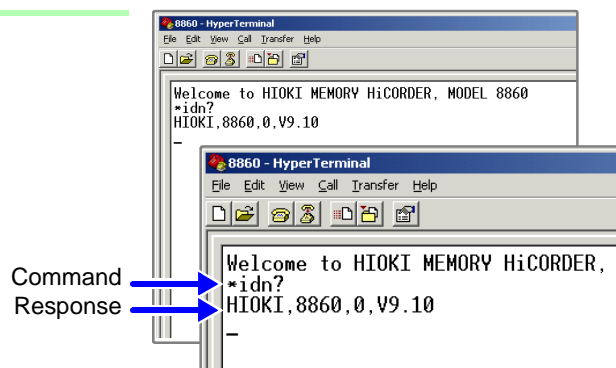 8860 - HyperTerminal
File Edit View Call Transfer Help
Welcome to HIOKI MEMORY HiCORDER, MODEL 8860
*idn?
HIOKI,8860,0,V9.10
8860 - HyperTerminal
File Edit View Call Transfer Help
Welcome to HIOKI MEMORY HiCORDER,
Command
*idn?
Response
HIOKI,8860,0,V9.10